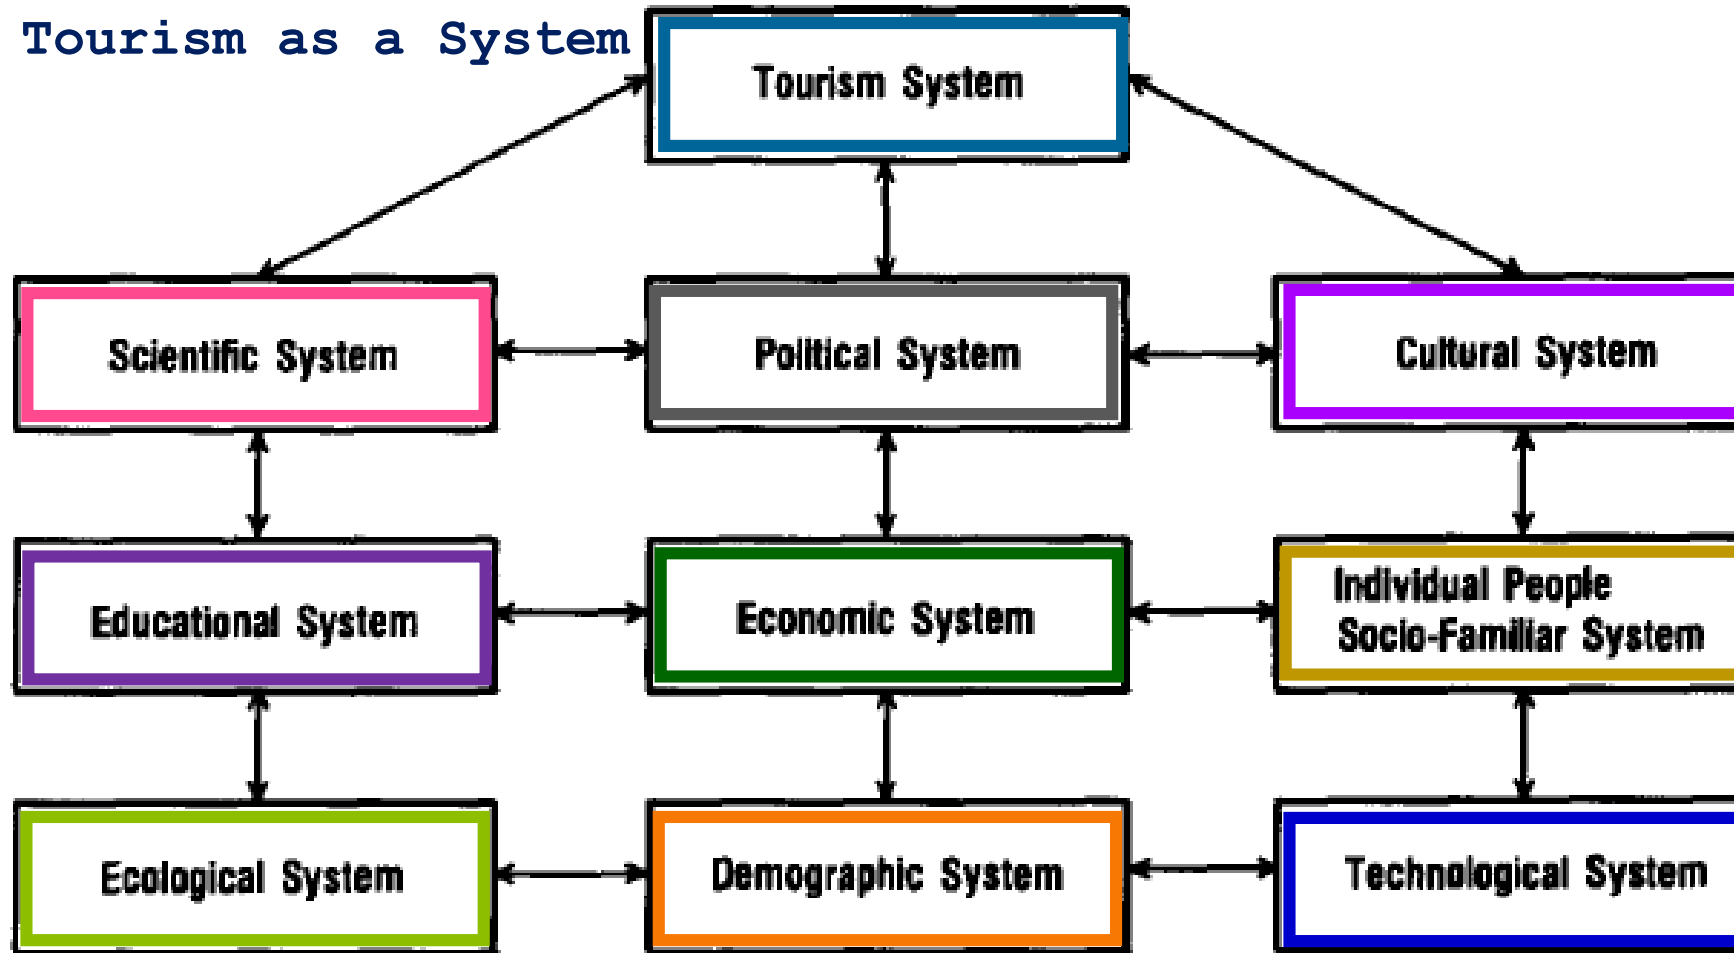 Tourism as a System
Tourism System
Scientific System
Political System
Cultural System
Educational System
Economic System
Individual People
Socio-Familiar System
Ecological System
Demographic System
Technological System